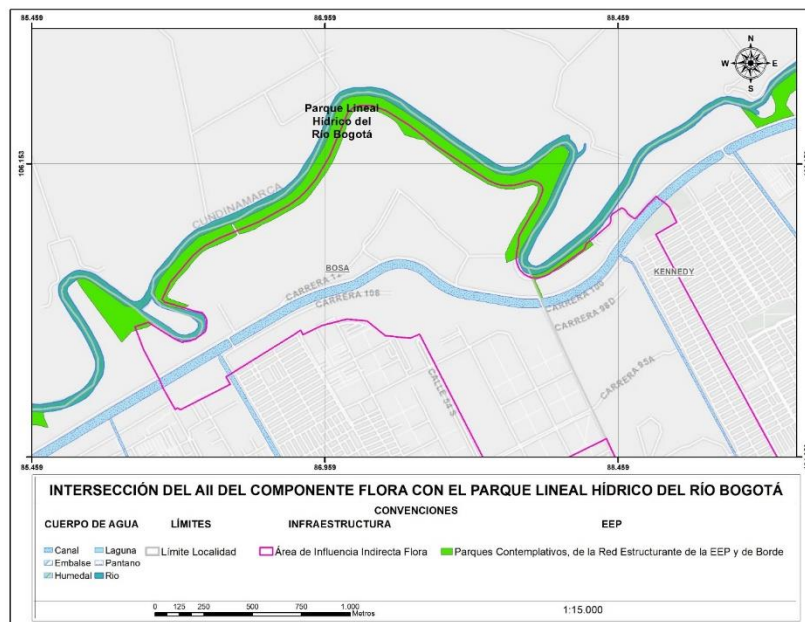 86.459 86.959 88.459
N
W E
S
Parque Lineal
Hídrico del
Río Bogotá
106.153
CUNDINAMARCA
BOSA
KENNEDY
CARRERA 106
CARRERA 100
CARRERA 98D
CARRERA 95A
CALLE 54 S
86.459 86.959 88.459
INTERSECCIÓN DEL AII DEL COMPONENTE FLORA CON EL PARQUE LINEAL HÍDRICO DEL RÍO BOGOTÁ
CONVENCIONES
CUERPO DE AGUA LÍMITES INFRAESTRUCTURA EEP
Canal Laguna Límite Localidad Área de Influencia Indirecta Flora Parques Contemplativos, de la Red Estructurante de la EEP y de Borde
Embalse Pantano
Humedal Rio
0 125 250 500 750 1.000
Metros
1:15.000